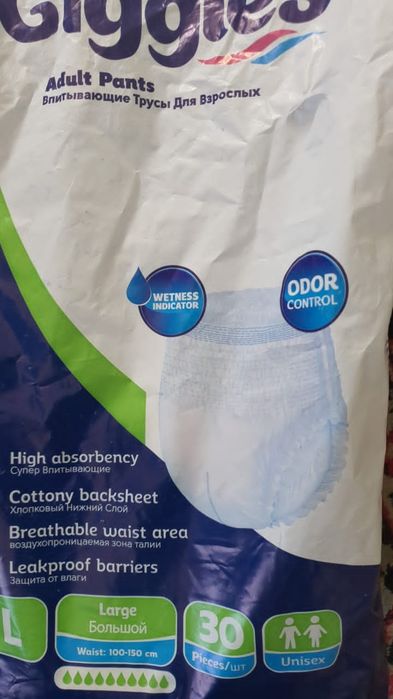 Giggles
Adult Pants
Впитывающие Трусы Для Взрослых
WETNESS
INDICATOR
ODOR
CONTROL
High absorbency
Супер Впитывающие
Cottony backsheet
Хлопковый Нижний Слой
Breathable waist area
воздухопроницаемая зона талии
Leakproof barriers
Защита от влаги
L
Large
Большой
Waist: 100-150 cm
30
Pieces/шт
Unisex